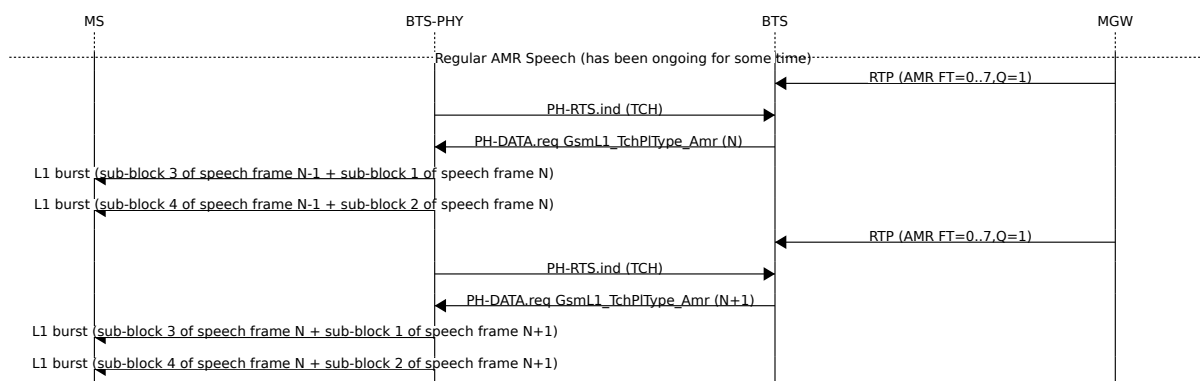 MS BTS-PHY BTS MGW
Regular AMR Speech (has been ongoing for some time)
RTP (AMR FT=0..7,Q=1)
PH-RTS.ind (TCH)
PH-DATA.req GsmL1_TchPlType_Amr (N)
L1 burst (sub-block 3 of speech frame N-1 + sub-block 1 of speech frame N)
L1 burst (sub-block 4 of speech frame N-1 + sub-block 2 of speech frame N)
RTP (AMR FT=0..7,Q=1)
PH-RTS.ind (TCH)
PH-DATA.req GsmL1_TchPlType_Amr (N+1)
L1 burst (sub-block 3 of speech frame N + sub-block 1 of speech frame N+1)
L1 burst (sub-block 4 of speech frame N + sub-block 2 of speech frame N+1)